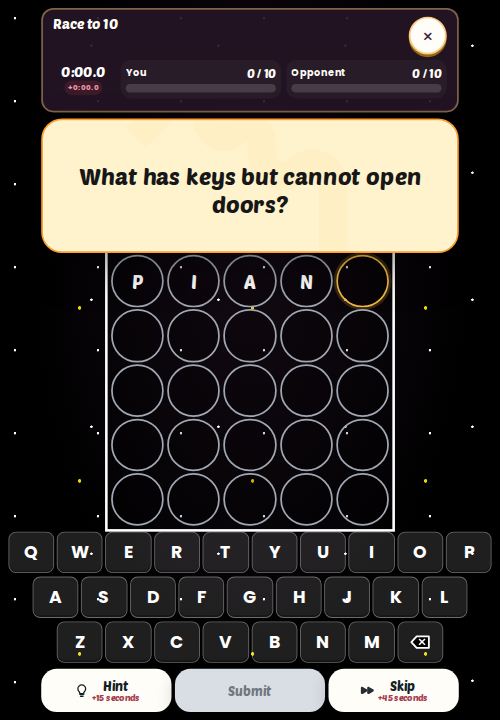 Race to 10
×
0:00.0
+0:00.0
You 0 / 10
Opponent 0 / 10
What has keys but cannot open
doors?
P I A N
Q W E R T Y U I O P
A S D F G H J K L
Z X C V B N M
Hint
+15 seconds
Submit
Skip
+45 seconds